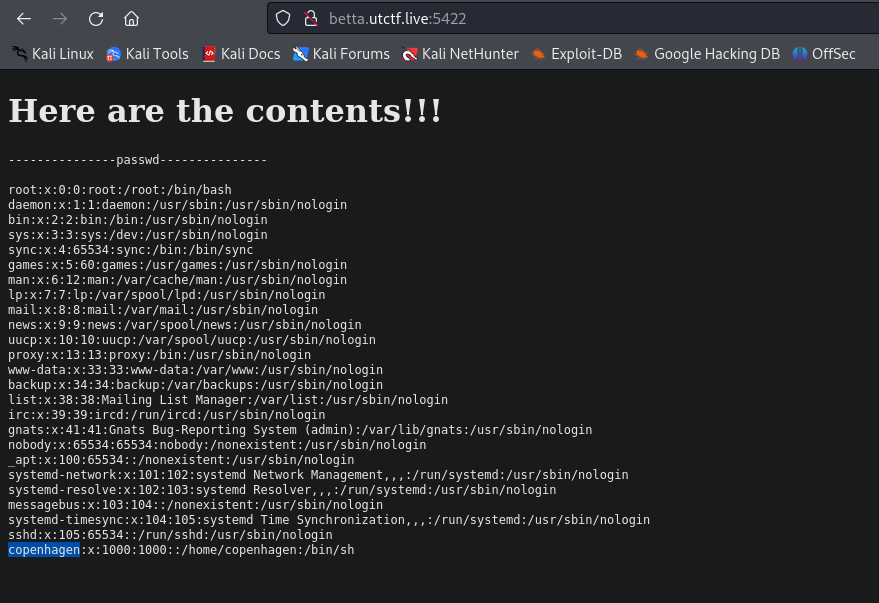 betta.utctf.live:5422
Kali Linux Kali Tools Kali Docs Kali Forums Kali NetHunter Exploit-DB Google Hacking DB OffSec
Here are the contents!!!
---------------passwd---------------
root:x:0:0:root:/root:/bin/bash
daemon:x:1:1:daemon:/usr/sbin:/usr/sbin/nologin
bin:x:2:2:bin:/bin:/usr/sbin/nologin
sys:x:3:3:sys:/dev:/usr/sbin/nologin
sync:x:4:65534:sync:/bin:/bin/sync
games:x:5:60:games:/usr/games:/usr/sbin/nologin
man:x:6:12:man:/var/cache/man:/usr/sbin/nologin
lp:x:7:7:lp:/var/spool/lpd:/usr/sbin/nologin
mail:x:8:8:mail:/var/mail:/usr/sbin/nologin
news:x:9:9:news:/var/spool/news:/usr/sbin/nologin
uucp:x:10:10:uucp:/var/spool/uucp:/usr/sbin/nologin
proxy:x:13:13:proxy:/bin:/usr/sbin/nologin
www-data:x:33:33:www-data:/var/www:/usr/sbin/nologin
backup:x:34:34:backup:/var/backups:/usr/sbin/nologin
list:x:38:38:Mailing List Manager:/var/list:/usr/sbin/nologin
irc:x:39:39:ircd:/run/ircd:/usr/sbin/nologin
gnats:x:41:41:Gnats Bug-Reporting System (admin):/var/lib/gnats:/usr/sbin/nologin
nobody:x:65534:65534:nobody:/nonexistent:/usr/sbin/nologin
_apt:x:100:65534::/nonexistent:/usr/sbin/nologin
systemd-network:x:101:102:systemd Network Management,,,:/run/systemd:/usr/sbin/nologin
systemd-resolve:x:102:103:systemd Resolver,,,:/run/systemd:/usr/sbin/nologin
messagebus:x:103:104::/nonexistent:/usr/sbin/nologin
systemd-timesync:x:104:105:systemd Time Synchronization,,,:/run/systemd:/usr/sbin/nologin
sshd:x:105:65534::/run/sshd:/usr/sbin/nologin
copenhagen:x:1000:1000::/home/copenhagen:/bin/sh